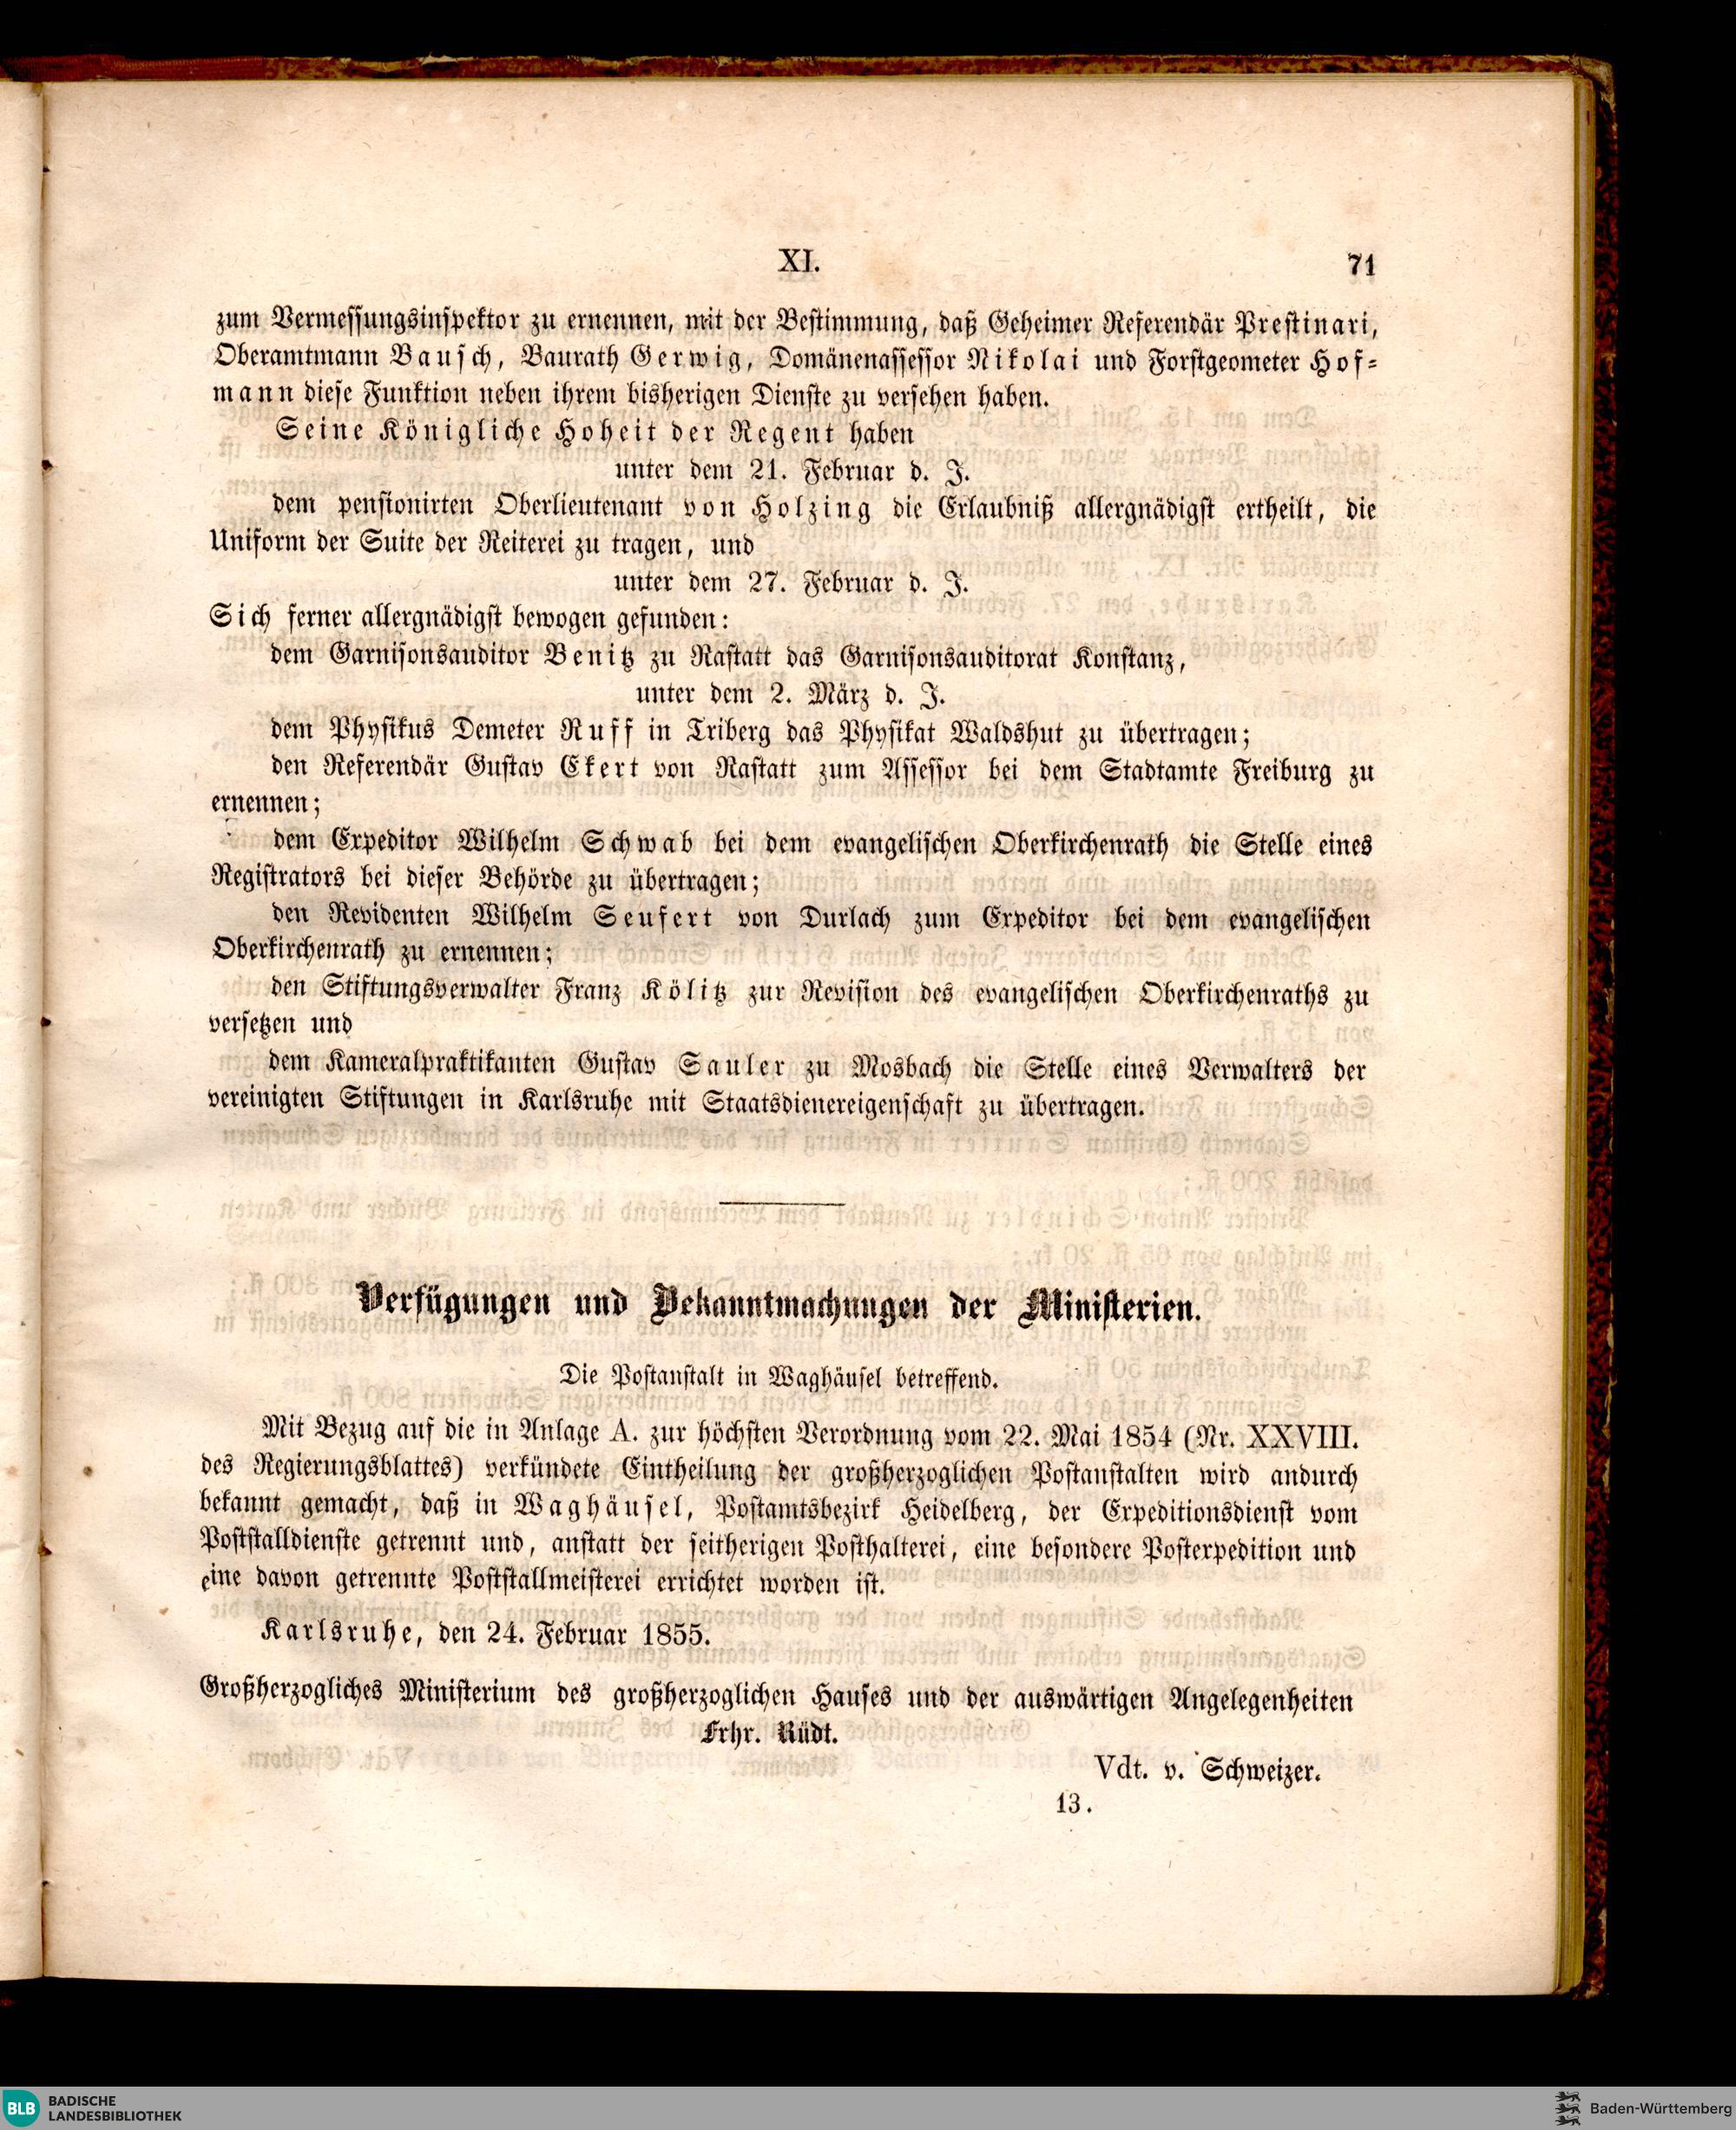 XI.
71
zum Vermessungsinspektor zu ernennen, mit der Bestimmung, daß Geheimer Referendär Prestinari,
Oberamtmann Bausch, Baurath Gerwig, Domänenassessor Nikolai und Forstgeometer Hof-
mann diese Funktion neben ihrem bisherigen Dienste zu versehen haben.
Seine Königliche Hoheit der Regent haben
unter dem 21. Februar d. J.
dem pensionirten Oberlieutenant von Holzing die Erlaubniß allergnädigst ertheilt, die
Uniform der Suite der Reiterei zu tragen, und
unter dem 27. Februar d. J.
Sich ferner allergnädigst bewogen gefunden:
dem Garnisonsauditor Benitz zu Rastatt das Garnisonsauditorat Konstanz,
unter dem 2. März d. J.
dem Physikus Demeter Ruff in Triberg das Physikat Waldshut zu übertragen;
den Referendär Gustav Ekert von Rastatt zum Assessor bei dem Stadtamte Freiburg zu
ernennen;
dem Expeditor Wilhelm Schwab bei dem evangelischen Oberkirchenrath die Stelle eines
Registrators bei dieser Behörde zu übertragen;
den Revidenten Wilhelm Seufert von Durlach zum Expeditor bei dem evangelischen
Oberkirchenrath zu ernennen;
den Stiftungsverwalter Franz Kölitz zur Revision des evangelischen Oberkirchenraths zu
versetzen und
dem Kameralpraktikanten Gustav Sauler zu Mosbach die Stelle eines Verwalters der
vereinigten Stiftungen in Karlsruhe mit Staatsdienereigenschaft zu übertragen.
Verfügungen und Bekanntmachungen der Ministerien.
Die Postanstalt in Waghäusel betreffend.
Mit Bezug auf die in Anlage A. zur höchsten Verordnung vom 22. Mai 1854 (Nr. XXVIII.
des Regierungsblattes) verkündete Eintheilung der großherzoglichen Postanstalten wird andurch
bekannt gemacht, daß in Waghäusel, Postamtsbezirk Heidelberg, der Expeditionsdienst vom
Poststalldienste getrennt und, anstatt der seitherigen Posthalterei, eine besondere Postexpedition und
eine davon getrennte Poststallmeisterei errichtet worden ist.
Karlsruhe, den 24. Februar 1855.
Großherzogliches Ministerium des großherzoglichen Hauses und der auswärtigen Angelegenheiten
Frhr. Rüdt.
Vdt. v. Schweizer.
13.
BLB BADISCHE
LANDESBIBLIOTHEK
Baden-Württemberg